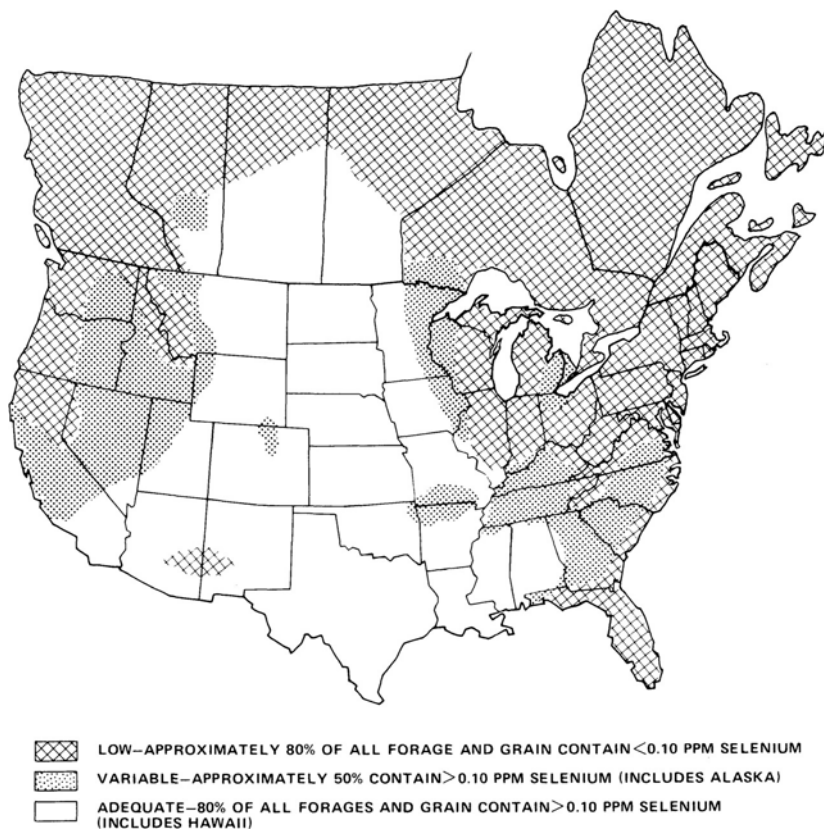 LOW–APPROXIMATELY 80% OF ALL FORAGE AND GRAIN CONTAIN<0.10 PPM SELENIUM
VARIABLE–APPROXIMATELY 50% CONTAIN>0.10 PPM SELENIUM (INCLUDES ALASKA)
ADEQUATE–80% OF ALL FORAGES AND GRAIN CONTAIN>0.10 PPM SELENIUM
(INCLUDES HAWAII)